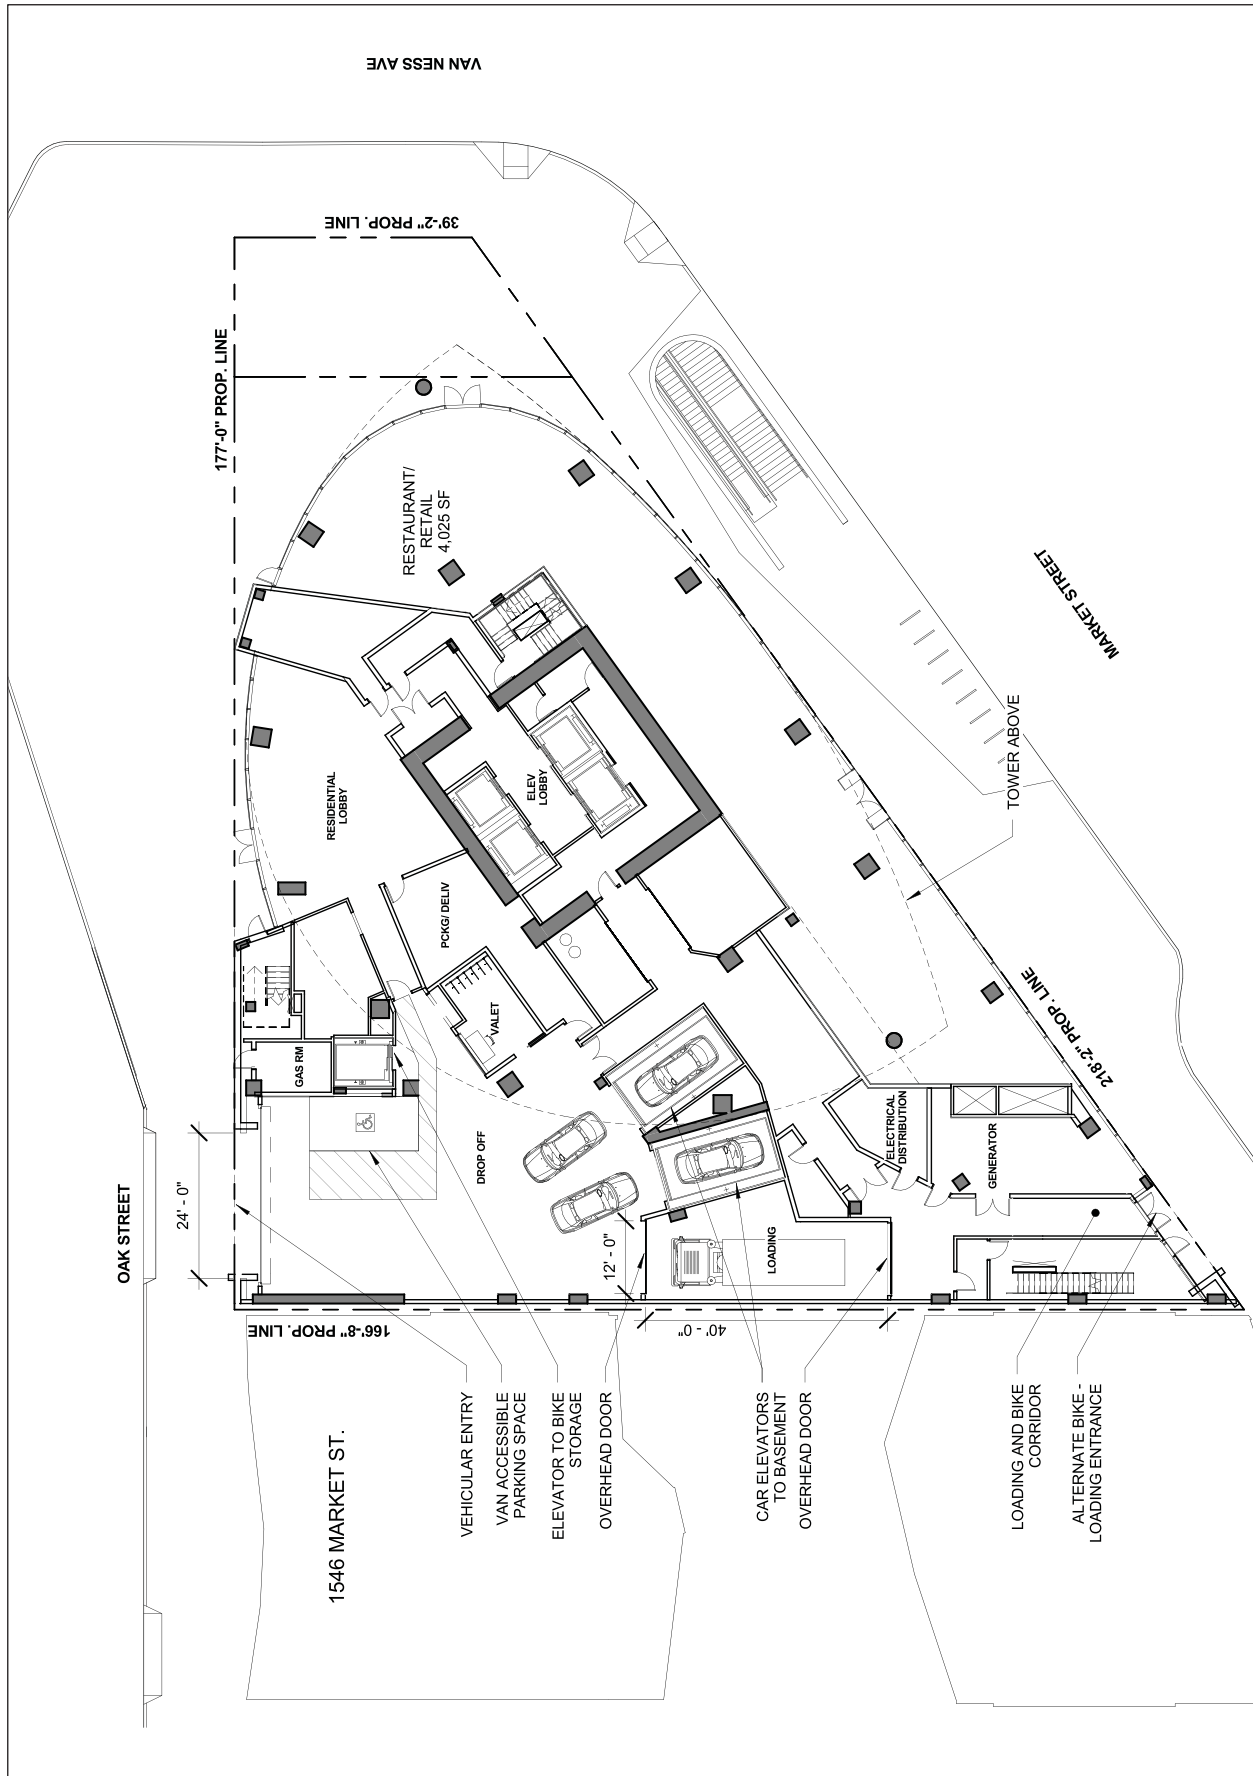 VAN NESS AVE
39'-2" PROP. LINE
177'-0" PROP. LINE
RESTAURANT/
RETAIL
4,025 SF
MARKET STREET
TOWER ABOVE
RESIDENTIAL
LOBBY
ELEV
LOBBY
PCKG/ DELIV
VALET
GAS RM
218'-2" PROP. LINE
DROP OFF
ELECTRICAL
DISTRIBUTION
GENERATOR
LOADING
OAK STREET
24' - 0"
12' - 0"
40' - 0"
166'-8" PROP. LINE
1546 MARKET ST.
VEHICULAR ENTRY
VAN ACCESSIBLE
PARKING SPACE
ELEVATOR TO BIKE
STORAGE
OVERHEAD DOOR
CAR ELEVATORS
TO BASEMENT
OVERHEAD DOOR
LOADING AND BIKE
CORRIDOR
ALTERNATE BIKE -
LOADING ENTRANCE